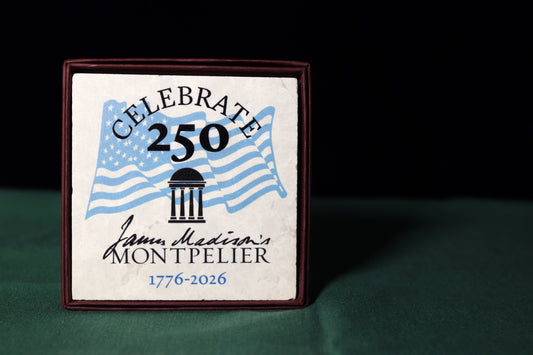 CELEBRATE
250
James Madison's
MONTPELIER
1776-2026